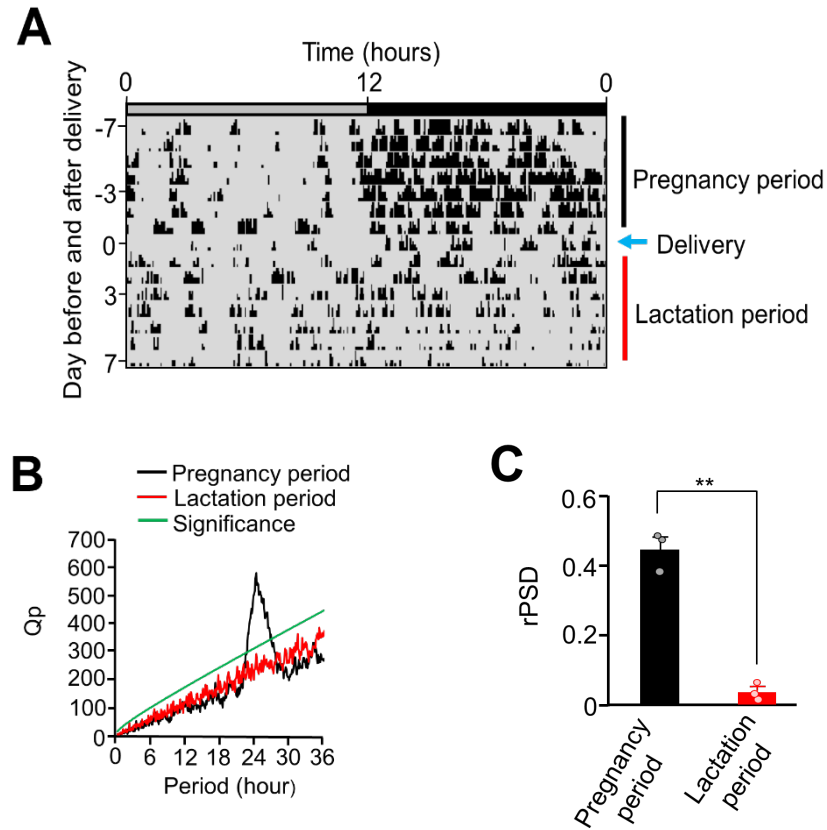 A
Time (hours)
0 12 0
Day before and after delivery
-7
-3
0
3
7
Pregnancy period
Delivery
Lactation period
B
Pregnancy period
Lactation period
Significance
Qp
700
600
500
400
300
200
100
0
0 6 12 18 24 30 36
Period (hour)
C
**
rPSD
0.6
0.4
0.2
0
Pregnancy
period
Lactation
period